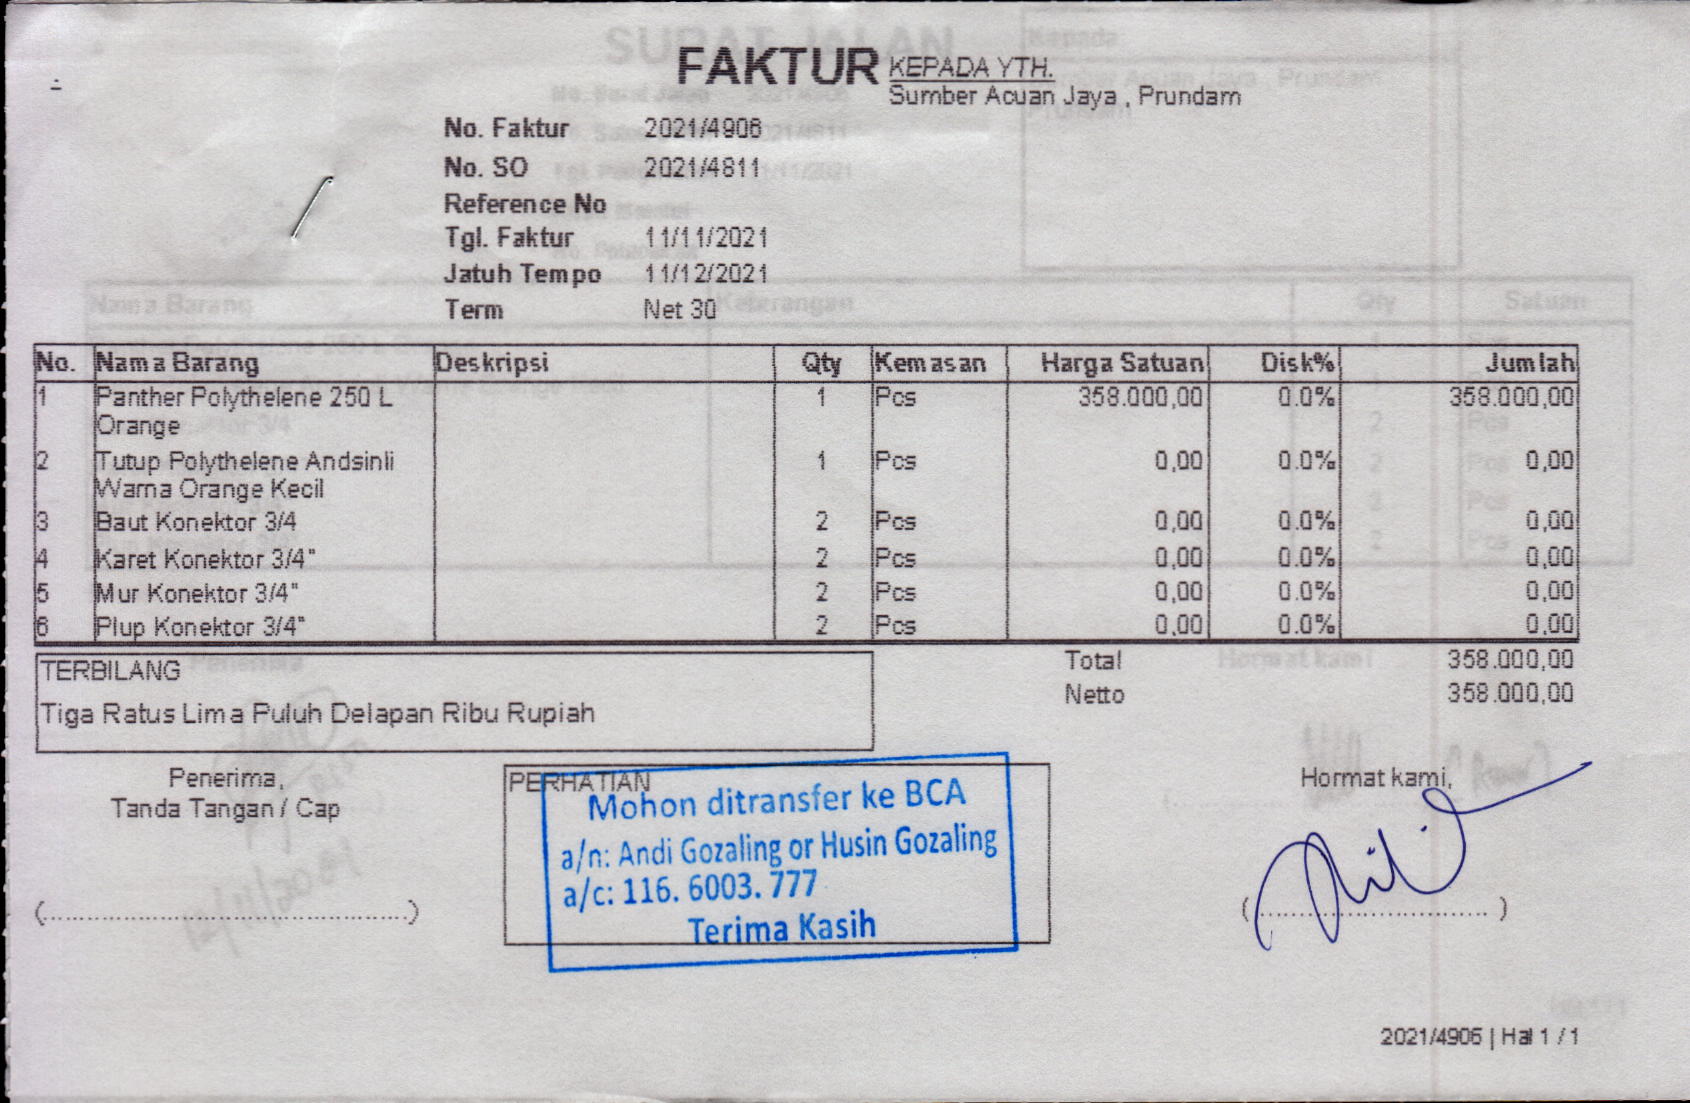 FAKTUR
KEPADA YTH.
Sumber Acuan Jaya , Prundam
No. Faktur 2021/4906
No. SO 2021/4811
Reference No
Tgl. Faktur 11/11/2021
Jatuh Tempo 11/12/2021
Term Net 30
No. Nama Barang Deskripsi Qty Kemasan Harga Satuan Disk% Jumlah
1 Panther Polythelene 250 L 1 Pcs 358.000,00 0.0% 358.000,00
Orange
2 Tutup Polythelene Andsinli 1 Pcs 0,00 0.0% 0,00
Warna Orange Kecil
3 Baut Konektor 3/4 2 Pcs 0,00 0.0% 0,00
4 Karet Konektor 3/4" 2 Pcs 0,00 0.0% 0,00
5 Mur Konektor 3/4" 2 Pcs 0,00 0.0% 0,00
6 Plup Konektor 3/4" 2 Pcs 0,00 0.0% 0,00
TERBILANG
Tiga Ratus Lima Puluh Delapan Ribu Rupiah
Total 358.000,00
Netto 358.000,00
Penerima,
Tanda Tangan / Cap
(......................................................)
PERHATIAN
Mohon ditransfer ke BCA
a/n: Andi Gozaling or Husin Gozaling
a/c: 116. 6003. 777
Terima Kasih
Hormat kami,
(.................................... )
2021/4906 | Hal 1 / 1